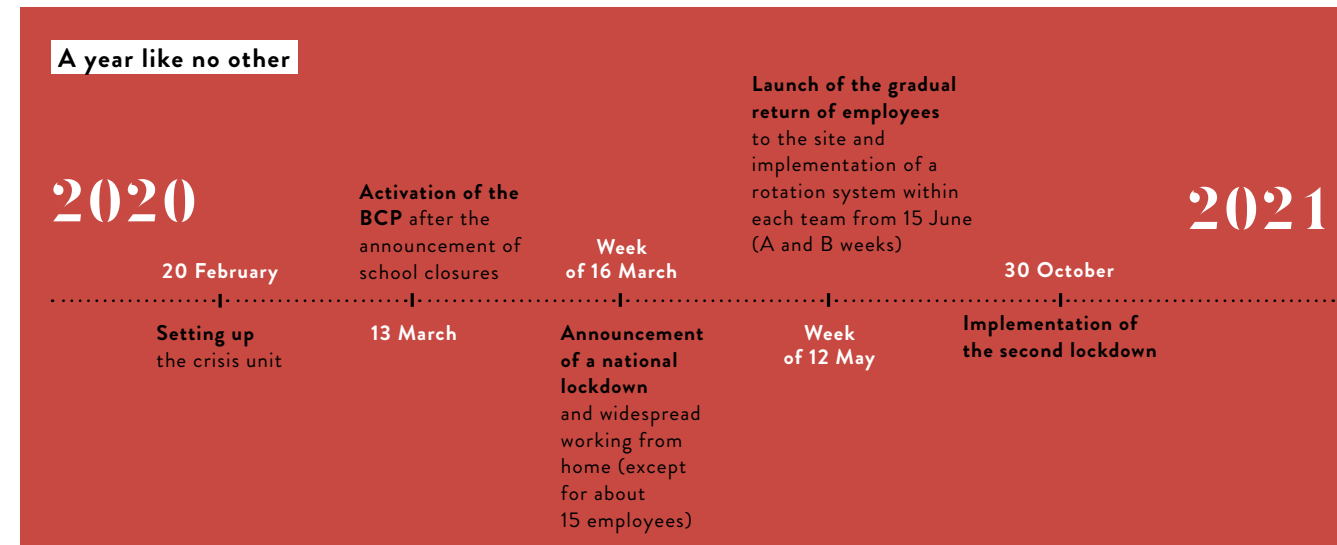 A year like no other
2020
20 February
Setting up
the crisis unit
Activation of the
BCP after the
announcement of
school closures
13 March
Week
of 16 March
Announcement
of a national
lockdown
and widespread
working from
home (except
for about
15 employees)
Launch of the gradual
return of employees
to the site and
implementation of a
rotation system within
each team from 15 June
(A and B weeks)
Week
of 12 May
30 October
Implementation of
the second lockdown
2021